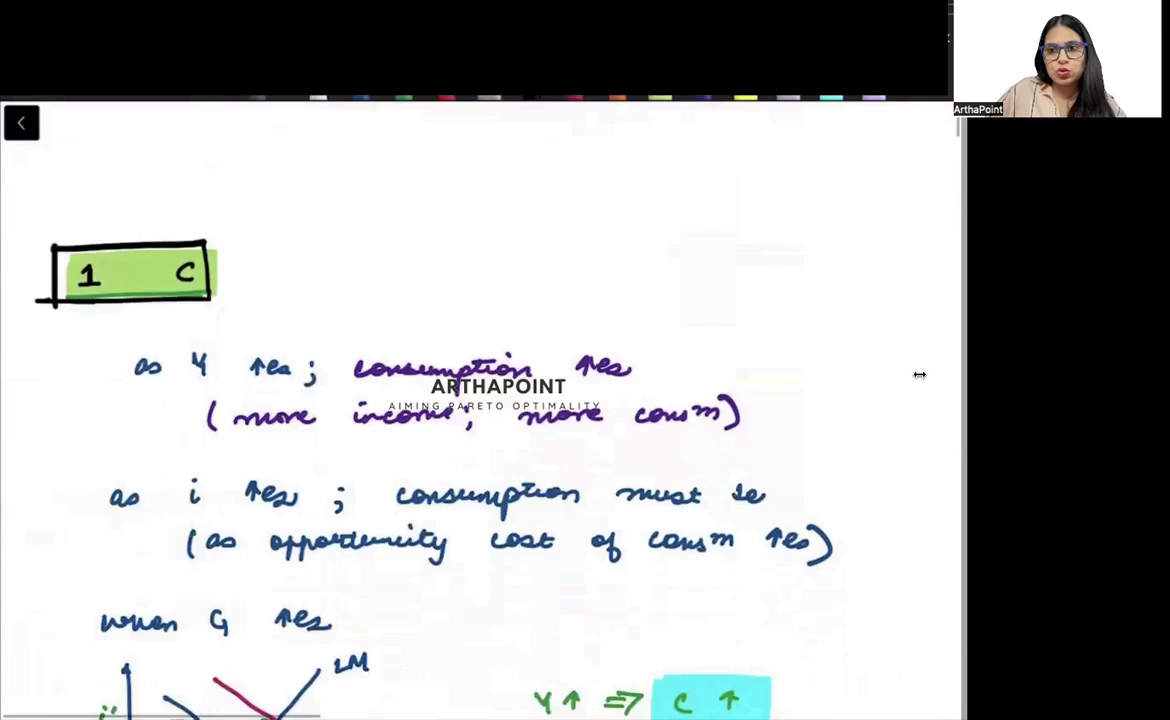 ArthaPoint
1 C
as Y ↑es; consumption ↑es
ARTHAPOINT
AIMING PARETO OPTIMALITY
(more income; more consm)
as i ↑es ; consumption must ↓e
(as opportunity cost of consm ↑es)
when G ↑es
LM
Y ↑ ⇒ C ↑